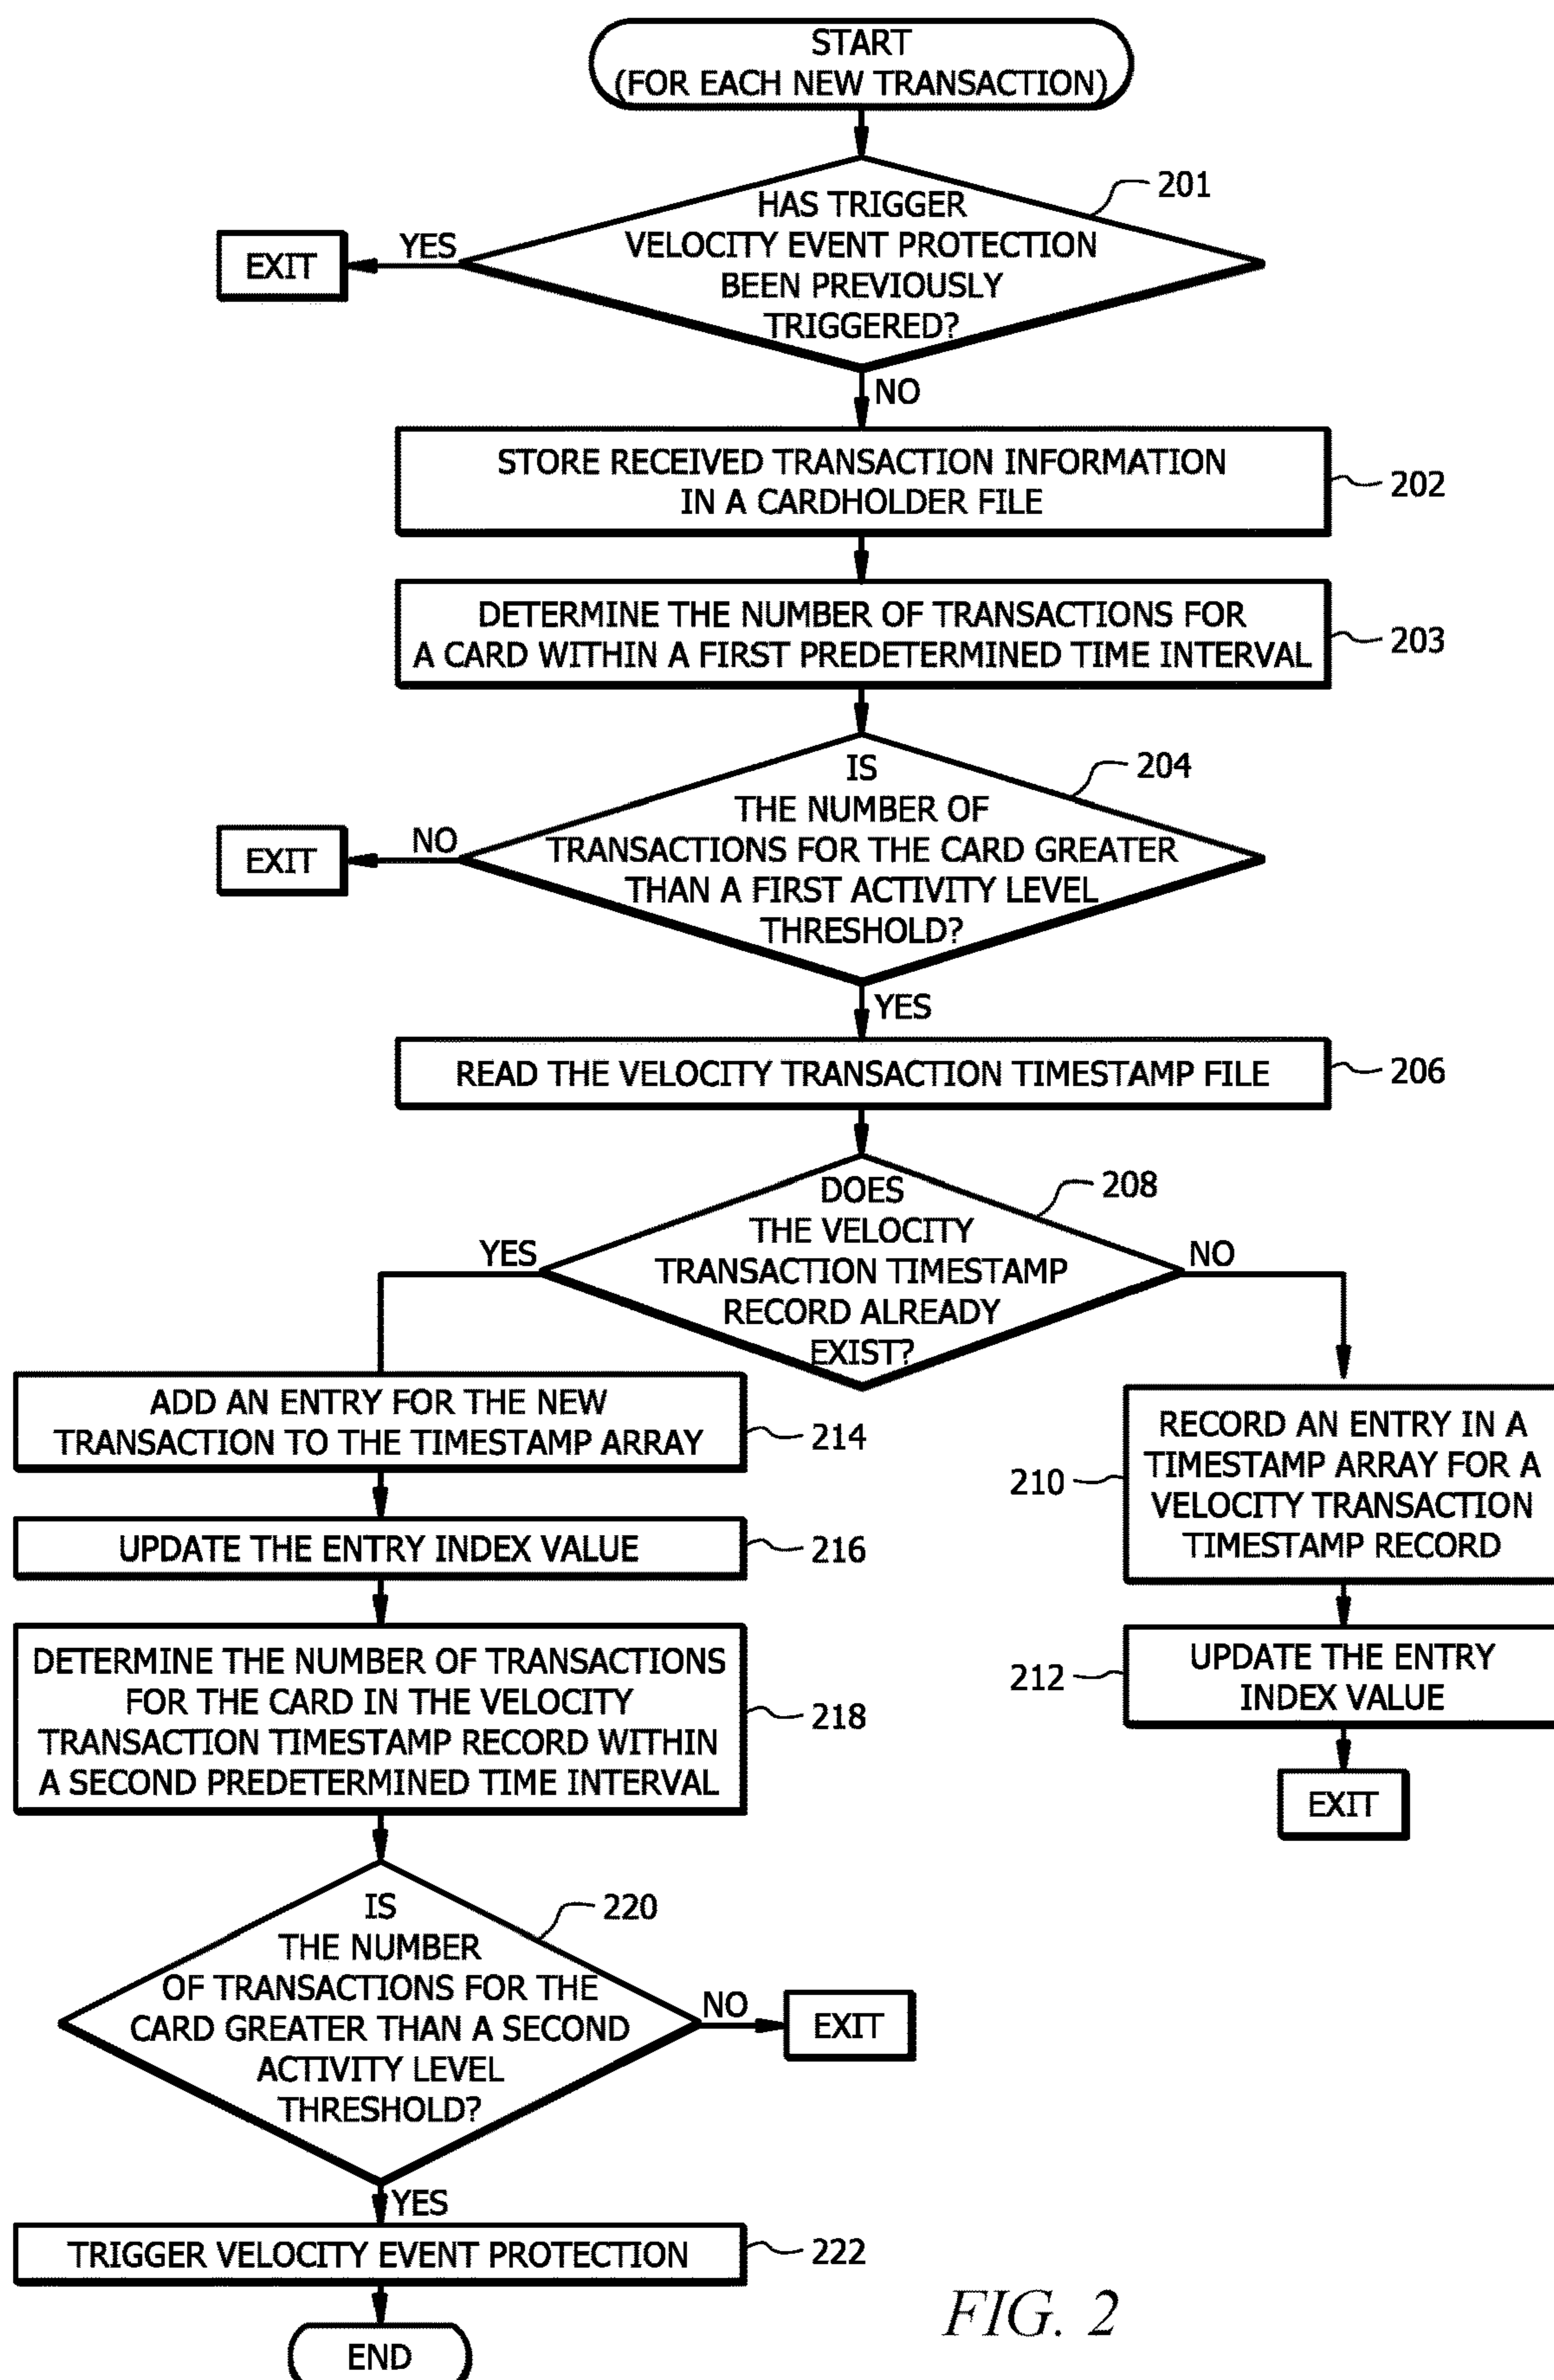 START
(FOR EACH NEW TRANSACTION)
201
HAS TRIGGER
VELOCITY EVENT PROTECTION
BEEN PREVIOUSLY
TRIGGERED?
YES
EXIT
NO
STORE RECEIVED TRANSACTION INFORMATION
IN A CARDHOLDER FILE
202
DETERMINE THE NUMBER OF TRANSACTIONS FOR
A CARD WITHIN A FIRST PREDETERMINED TIME INTERVAL
203
204
IS
THE NUMBER OF
TRANSACTIONS FOR THE CARD GREATER
THAN A FIRST ACTIVITY LEVEL
THRESHOLD?
NO
EXIT
YES
READ THE VELOCITY TRANSACTION TIMESTAMP FILE
206
208
DOES
THE VELOCITY
TRANSACTION TIMESTAMP
RECORD ALREADY
EXIST?
YES
NO
ADD AN ENTRY FOR THE NEW
TRANSACTION TO THE TIMESTAMP ARRAY
214
UPDATE THE ENTRY INDEX VALUE
216
DETERMINE THE NUMBER OF TRANSACTIONS
FOR THE CARD IN THE VELOCITY
TRANSACTION TIMESTAMP RECORD WITHIN
A SECOND PREDETERMINED TIME INTERVAL
218
210
RECORD AN ENTRY IN A
TIMESTAMP ARRAY FOR A
VELOCITY TRANSACTION
TIMESTAMP RECORD
212
UPDATE THE ENTRY
INDEX VALUE
EXIT
220
IS
THE NUMBER
OF TRANSACTIONS FOR THE
CARD GREATER THAN A SECOND
ACTIVITY LEVEL
THRESHOLD?
NO
EXIT
YES
TRIGGER VELOCITY EVENT PROTECTION
222
END
FIG. 2